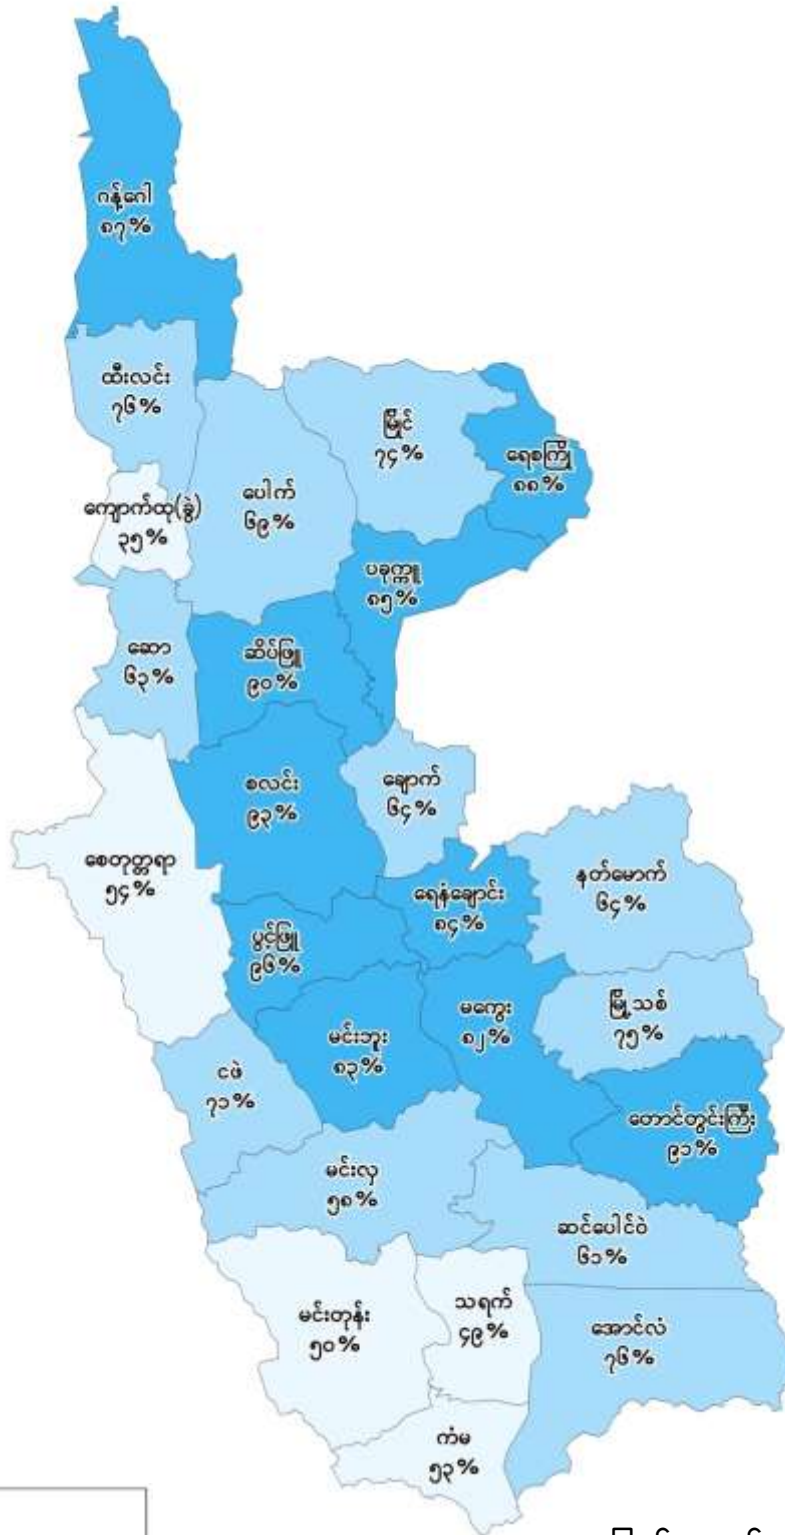 ဂန့်ဂေါ
၈၇%
ထီးလင်း
၇၆%
မြိုင်
၇၄%
ရေစကြို
၈၈%
ကျောက်ထု(ခွဲ)
၃၅%
ပေါက်
၆၉%
ပခုက္ကူ
၈၅%
ဆော
၆၃%
ဆိပ်ဖြူ
၉၀%
စလင်း
၉၃%
ချောက်
၆၄%
စေတုတ္တရာ
၅၄%
ရေနံချောင်း
၈၄%
နတ်မောက်
၆၄%
ပွင့်ဖြူ
၉၆%
မကွေး
၈၂%
မြို့သစ်
၇၅%
မင်းဘူး
၈၃%
ငဖဲ
၇၁%
တောင်တွင်းကြီး
၉၁%
မင်းလှ
၅၈%
ဆင်ပေါင်ဝဲ
၆၁%
မင်းတုန်း
၅၀%
သရက်
၄၉%
အောင်လံ
၇၆%
ကံမ
၅၃%